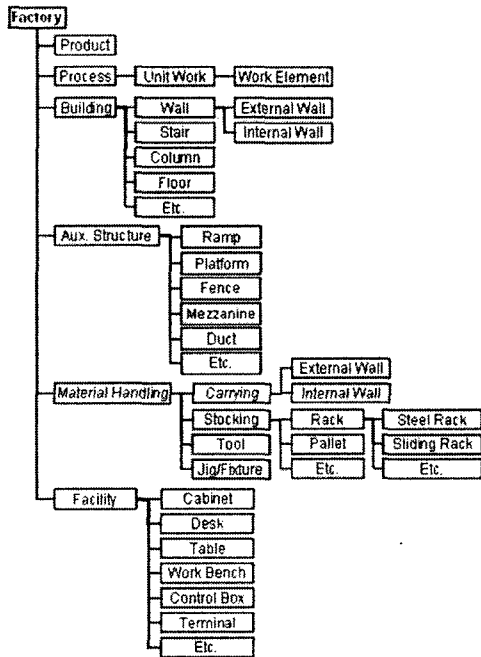 Factory
Product
Process Unit Work Work Element
Building Wall External Wall
Stair Internal Wall
Column
Floor
Etc.
Aux. Structure Ramp
Platform
Fence
Mezzanine
Duct
Etc.
External Wall
Material Handling Carrying Internal Wall
Stocking Rack Steel Rack
Tool Pallet Sliding Rack
Jig/Fixture Etc. Etc.
Facility Cabinet
Desk
Table
Work Bench
Control Box
Terminal
Etc.